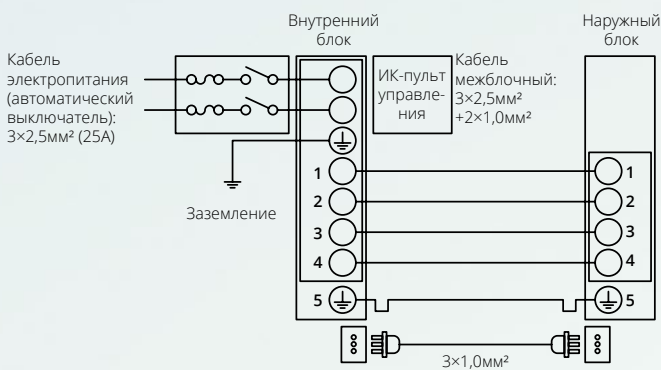 Внутренний
блок
Наружный
блок
Кабель
электропитания
(автоматический
выключатель):
3×2,5мм² (25А)
ИК-пульт
управле-
ния
Кабель
межблочный:
3×2,5мм²
+2×1,0мм²
Заземление
1
2
3
4
5
1
2
3
4
5
3×1,0мм²